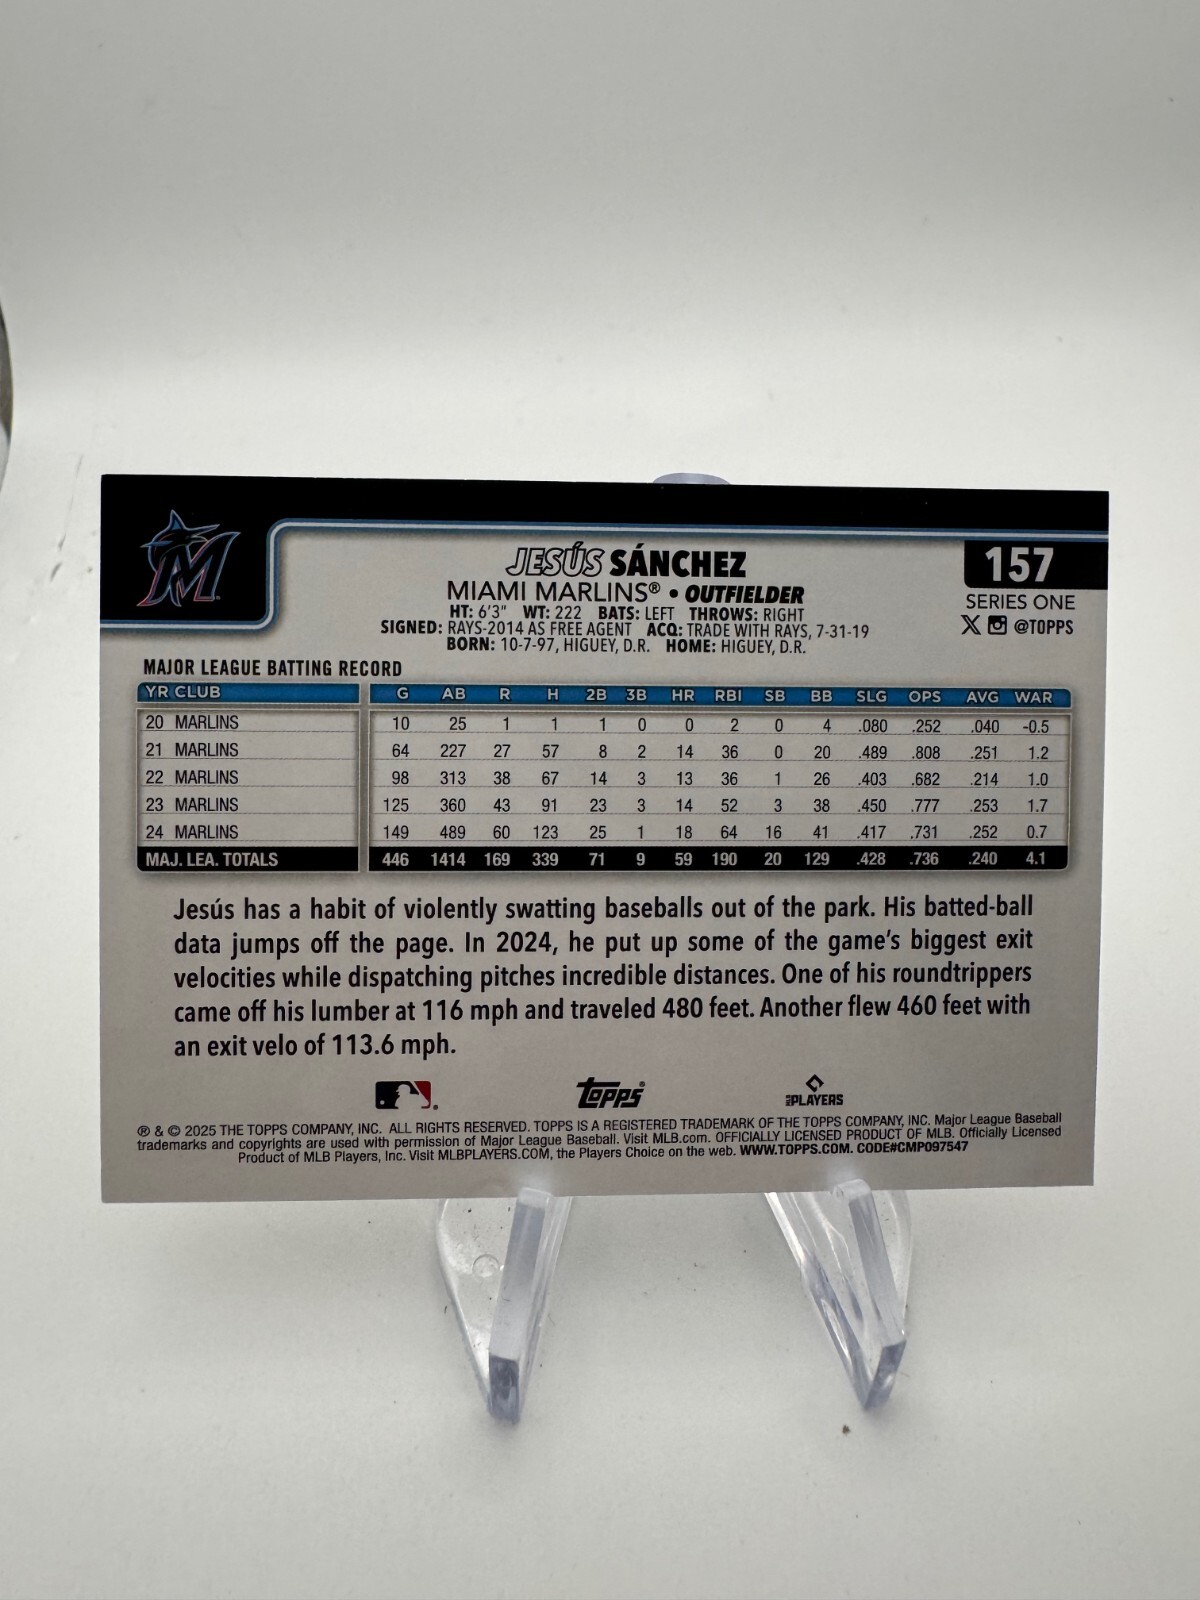 M
JESÚS SÁNCHEZ
157
MIAMI MARLINS® • OUTFIELDER
SERIES ONE
HT: 6'3" WT: 222 BATS: LEFT THROWS: RIGHT
@TOPPS
SIGNED: RAYS-2014 AS FREE AGENT ACQ: TRADE WITH RAYS, 7-31-19
BORN: 10-7-97, HIGUEY, D.R. HOME: HIGUEY, D.R.
MAJOR LEAGUE BATTING RECORD
YR CLUB G AB R H 2B 3B HR RBI SB BB SLG OPS AVG WAR
20 MARLINS 10 25 1 1 1 0 0 2 0 4 .080 .252 .040 -0.5
21 MARLINS 64 227 27 57 8 2 14 36 0 20 .489 .808 .251 1.2
22 MARLINS 98 313 38 67 14 3 13 36 1 26 .403 .682 .214 1.0
23 MARLINS 125 360 43 91 23 3 14 52 3 38 .450 .777 .253 1.7
24 MARLINS 149 489 60 123 25 1 18 64 16 41 .417 .731 .252 0.7
MAJ. LEA. TOTALS 446 1414 169 339 71 9 59 190 20 129 .428 .736 .240 4.1
Jesús has a habit of violently swatting baseballs out of the park. His batted-ball
data jumps off the page. In 2024, he put up some of the game's biggest exit
velocities while dispatching pitches incredible distances. One of his roundtrippers
came off his lumber at 116 mph and traveled 480 feet. Another flew 460 feet with
an exit velo of 113.6 mph.
TOPPS®
MLB PLAYERS
® & © 2025 THE TOPPS COMPANY, INC. ALL RIGHTS RESERVED. TOPPS IS A REGISTERED TRADEMARK OF THE TOPPS COMPANY, INC. Major League Baseball
trademarks and copyrights are used with permission of Major League Baseball. Visit MLB.com. OFFICIALLY LICENSED PRODUCT OF MLB. Officially Licensed
Product of MLB Players, Inc. Visit MLBPLAYERS.COM, the Players Choice on the web. WWW.TOPPS.COM. CODE#CMP097547